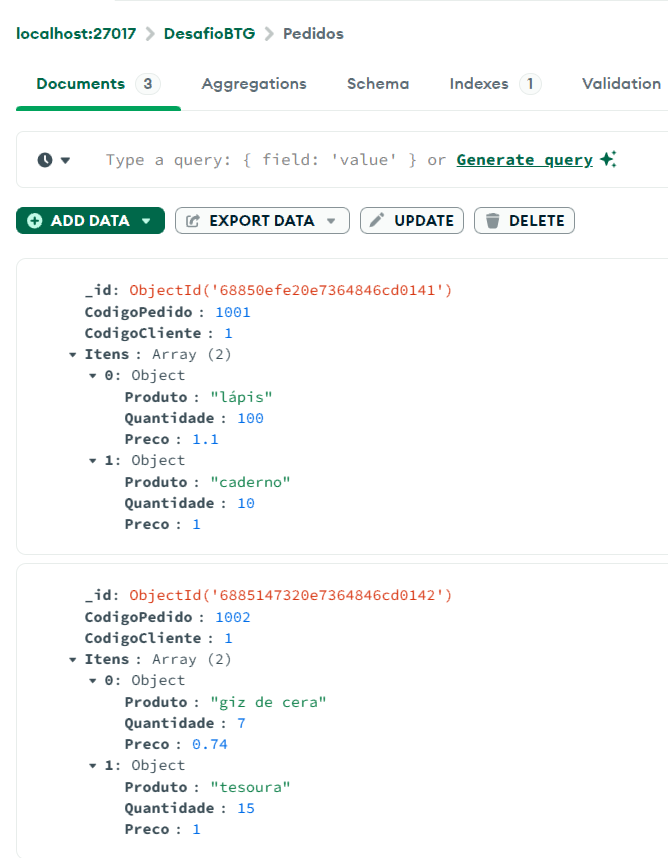 localhost:27017 > DesafioBTG > Pedidos
Documents 3 Aggregations Schema Indexes 1 Validation
Type a query: { field: 'value' } or Generate query
ADD DATA EXPORT DATA UPDATE DELETE
_id: ObjectId('68850efe20e7364846cd0141')
CodigoPedido : 1001
CodigoCliente : 1
Itens : Array (2)
0: Object
Produto : "lápis"
Quantidade : 100
Preco : 1.1
1: Object
Produto : "caderno"
Quantidade : 10
Preco : 1
_id: ObjectId('6885147320e7364846cd0142')
CodigoPedido : 1002
CodigoCliente : 1
Itens : Array (2)
0: Object
Produto : "giz de cera"
Quantidade : 7
Preco : 0.74
1: Object
Produto : "tesoura"
Quantidade : 15
Preco : 1